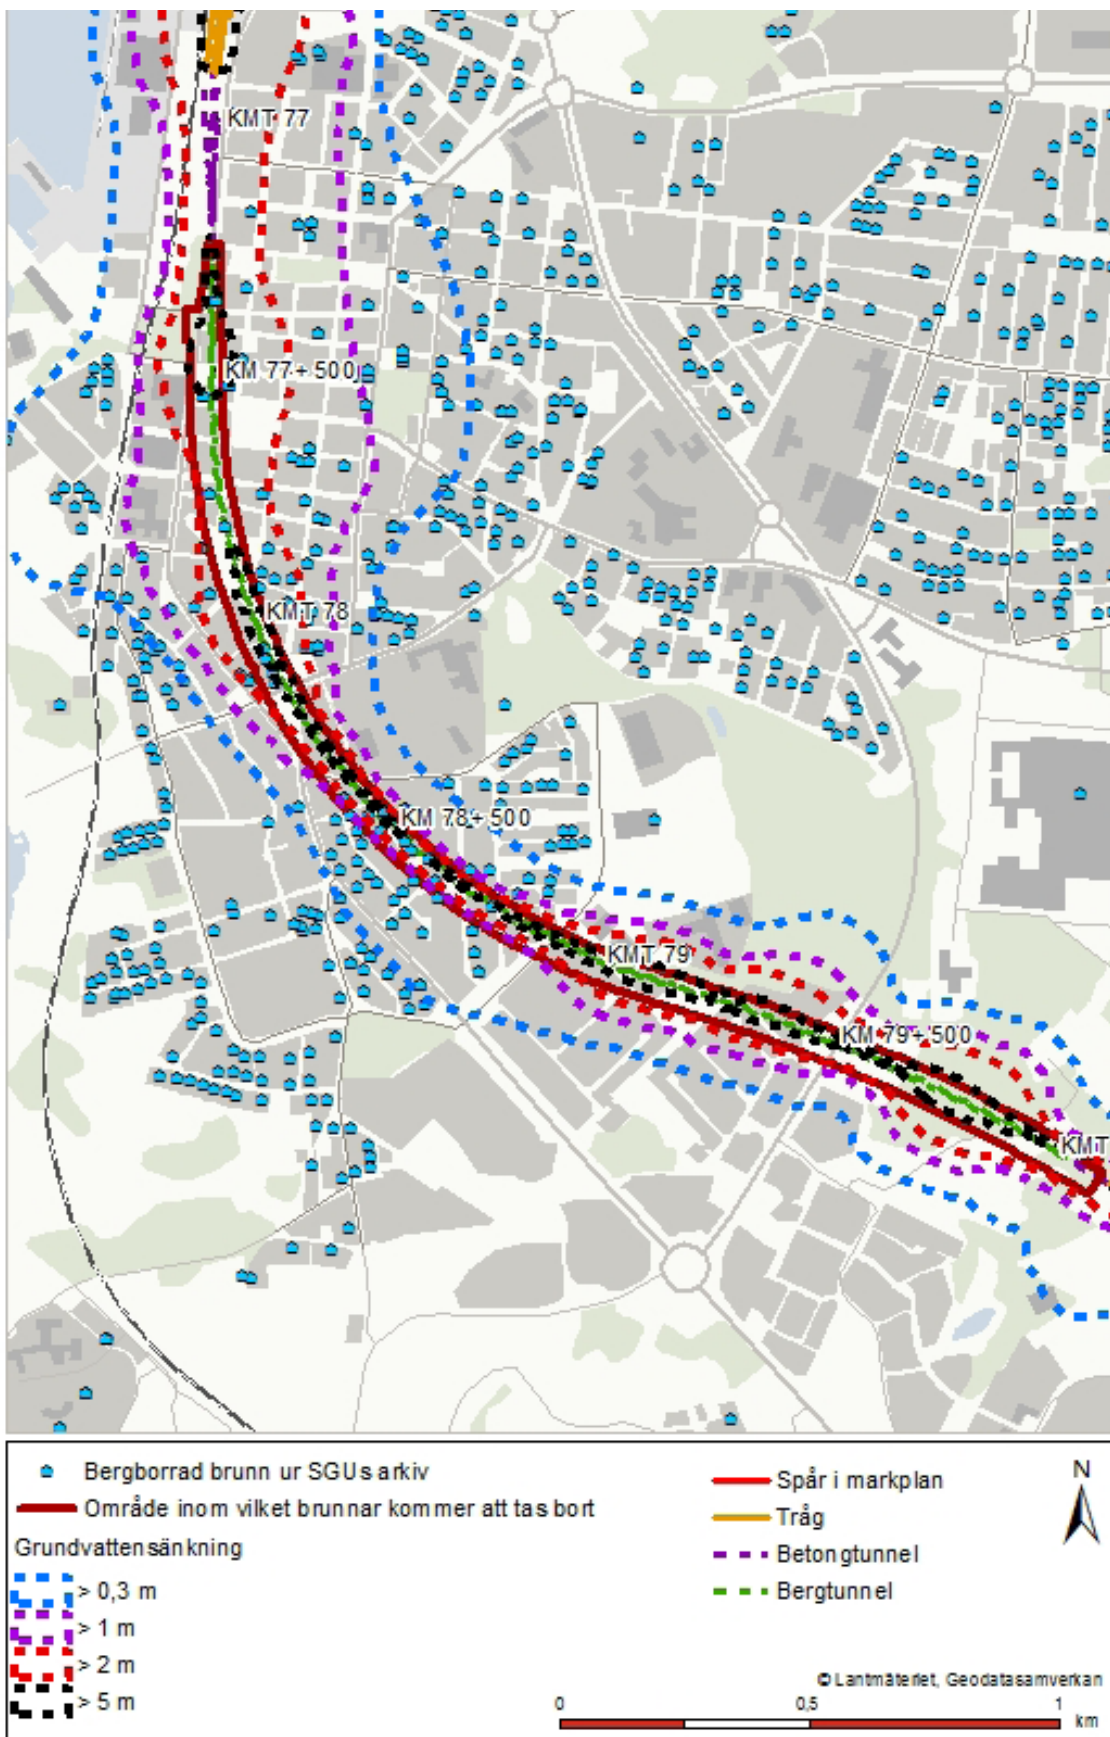 KMT 77
KM 77+500
KMT 78
KM 78+500
KMT 79
KM 79+500
KMT
Bergborrad brunn ur SGUs arkiv
Område inom vilket brunnar kommer att tas bort
Grundvattensänkning
> 0,3 m
> 1 m
> 2 m
> 5 m
Spår i markplan
Tråg
Betongtunnel
Bergtunnel
N
© Lantmäteriet, Geodatasamverkan
0 0,5 1
km